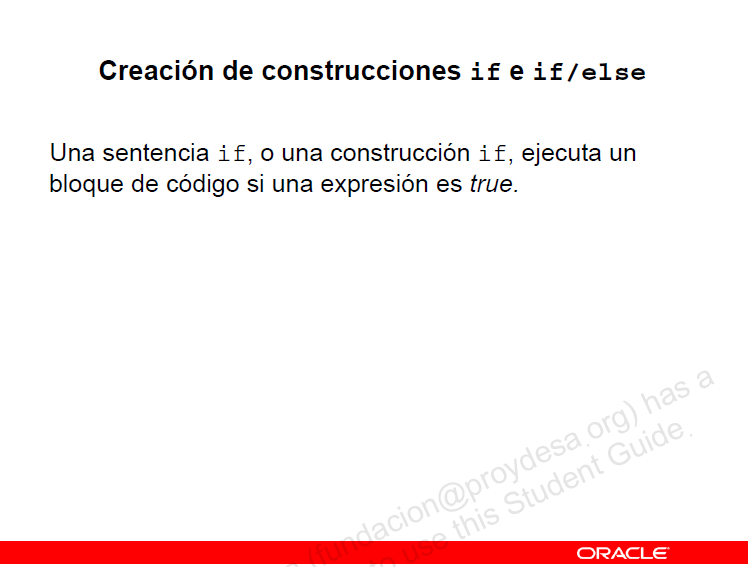 Creación de construcciones if e if/else
Una sentencia if, o una construcción if, ejecuta un
bloque de código si una expresión es true.
(fundacion@proydesa.org) has a
to use this Student Guide.
ORACLE